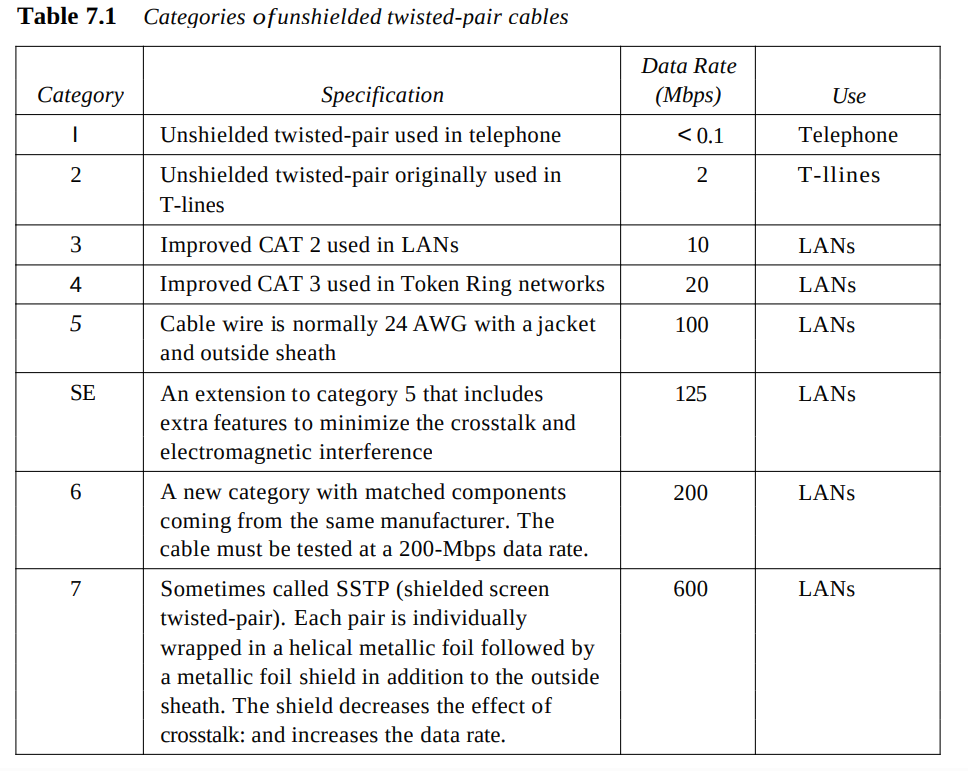 Table 7.1 Categories ofunshielded twisted-pair cables
Category Specification Data Rate (Mbps) Use
I Unshielded twisted-pair used in telephone < 0.1 Telephone
2 Unshielded twisted-pair originally used in 2 T-llines
T-lines
3 Improved CAT 2 used in LANs 10 LANs
4 Improved CAT 3 used in Token Ring networks 20 LANs
5 Cable wire is normally 24 AWG with a jacket 100 LANs
and outside sheath
SE An extension to category 5 that includes 125 LANs
extra features to minimize the crosstalk and
electromagnetic interference
6 A new category with matched components 200 LANs
coming from the same manufacturer. The
cable must be tested at a 200-Mbps data rate.
7 Sometimes called SSTP (shielded screen 600 LANs
twisted-pair). Each pair is individually
wrapped in a helical metallic foil followed by
a metallic foil shield in addition to the outside
sheath. The shield decreases the effect of
crosstalk: and increases the data rate.